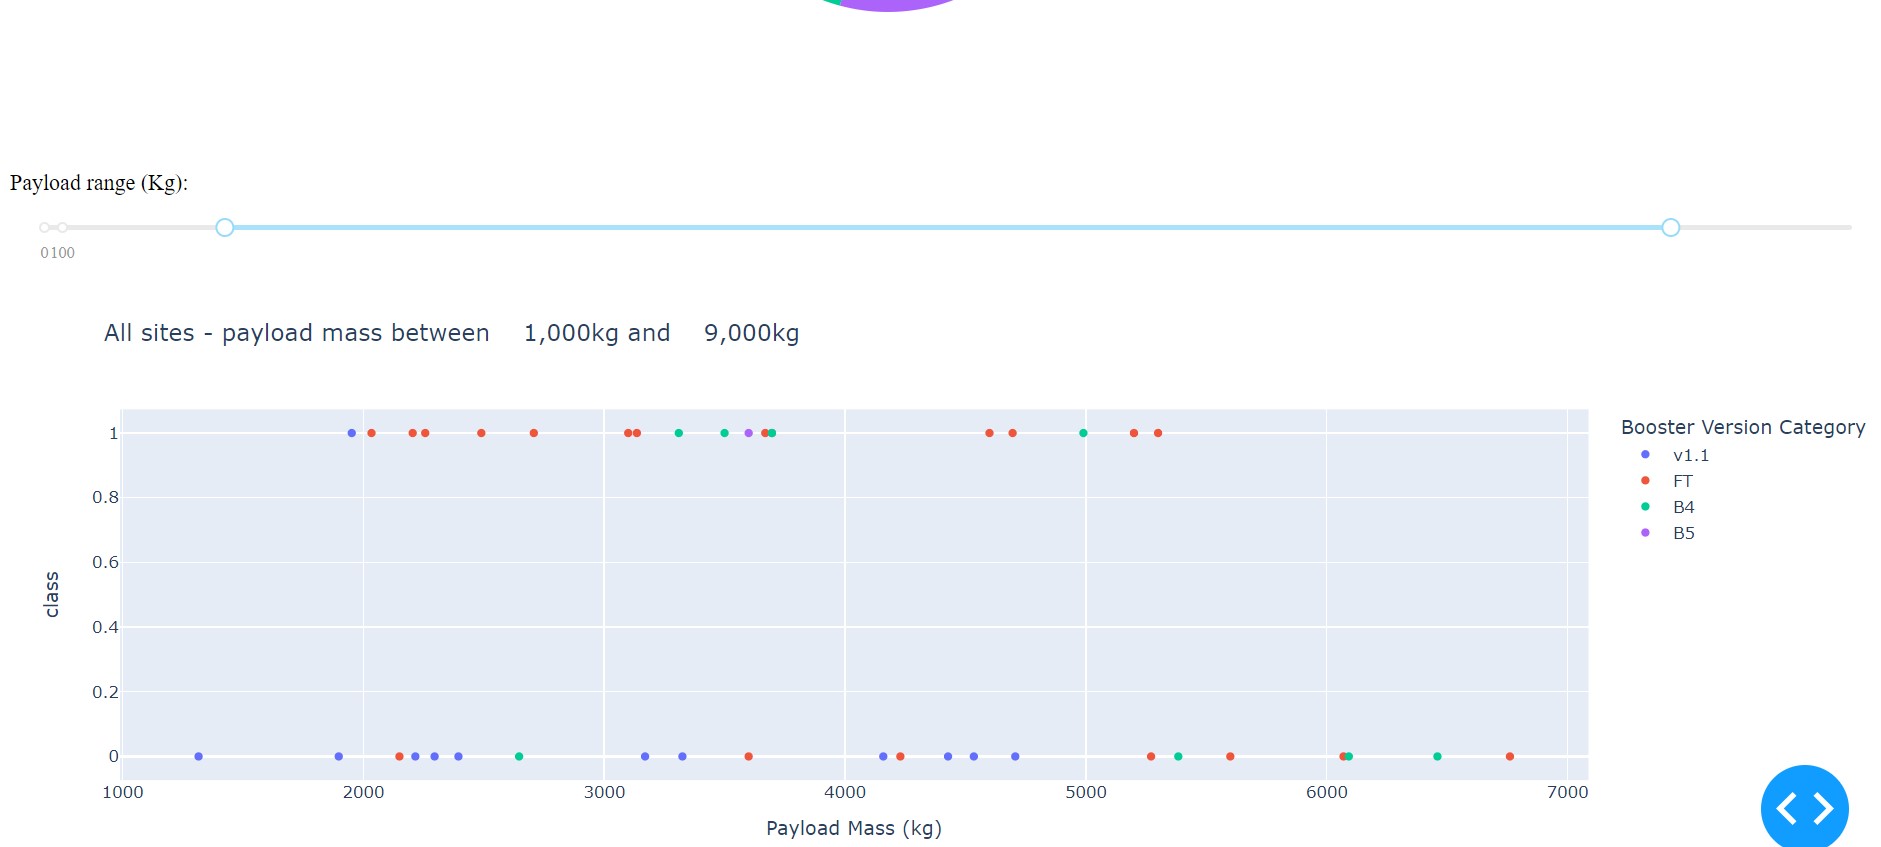 Payload range (Kg):
0100
All sites - payload mass between 1,000kg and 9,000kg
1
0.8
0.6
0.4
0.2
0
class
1000 2000 3000 4000 5000 6000 7000
Payload Mass (kg)
Booster Version Category
v1.1
FT
B4
B5